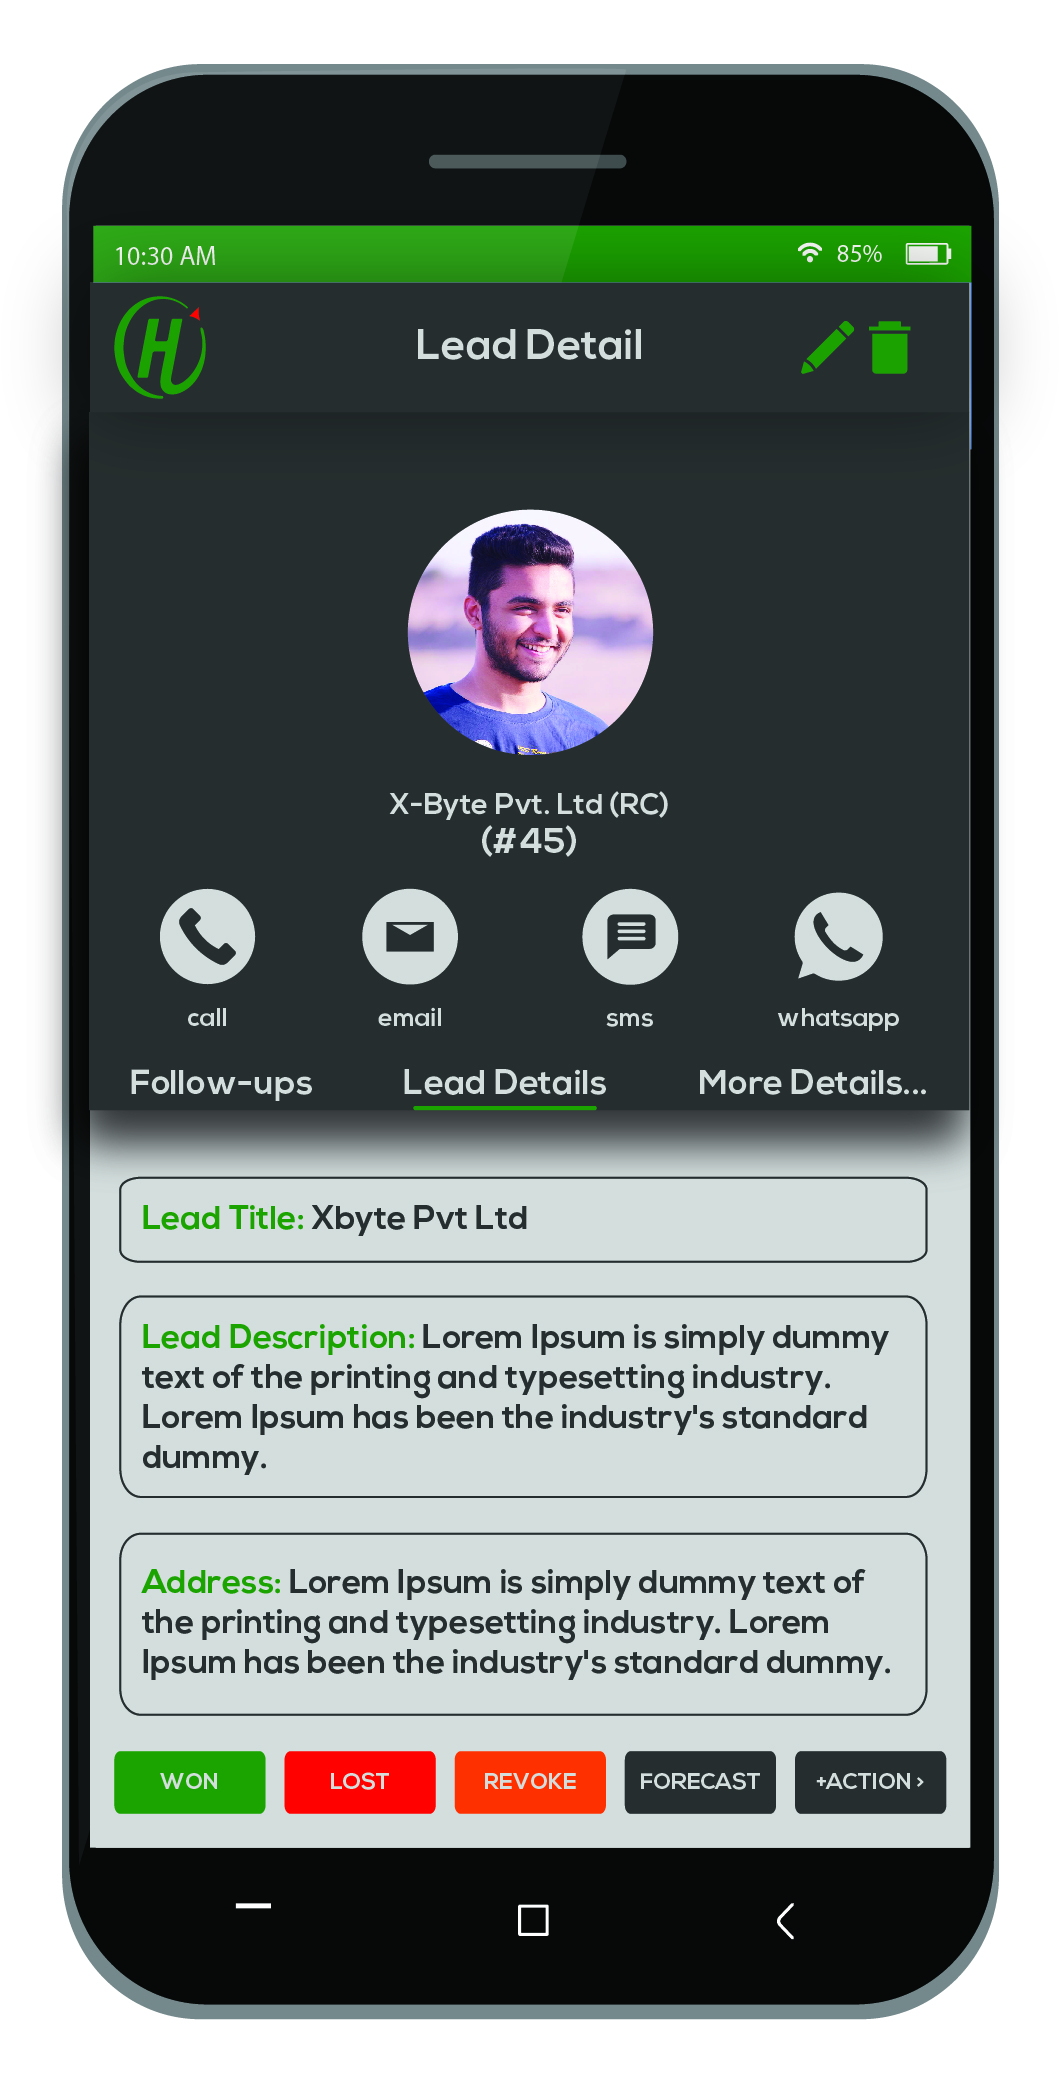 10:30 AM 85%
H
Lead Detail
X-Byte Pvt. Ltd (RC)
(#45)
call email sms whatsapp
Follow-ups Lead Details More Details...
Lead Title: Xbyte Pvt Ltd
Lead Description: Lorem Ipsum is simply dummy
text of the printing and typesetting industry.
Lorem Ipsum has been the industry's standard
dummy.
Address: Lorem Ipsum is simply dummy text of
the printing and typesetting industry. Lorem
Ipsum has been the industry's standard dummy.
WON LOST REVOKE FORECAST +ACTION >